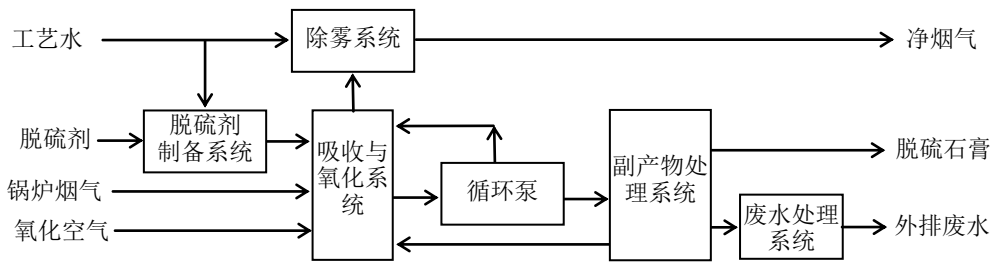 工艺水
除雾系统
净烟气
脱硫剂
脱硫剂
制备系统
吸收与
氧化系
统
循环泵
副产物处
理系统
脱硫石膏
锅炉烟气
氧化空气
废水处理
系统
外排废水